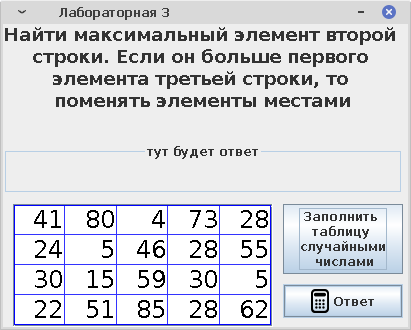 Лабораторная 3
Найти максимальный элемент второй
строки. Если он больше первого
элемента третьей строки, то
поменять элементы местами
тут будет ответ
41 80 4 73 28
24 5 46 28 55
30 15 59 30 5
22 51 85 28 62
Заполнить
таблицу
случайными
числами
Ответ